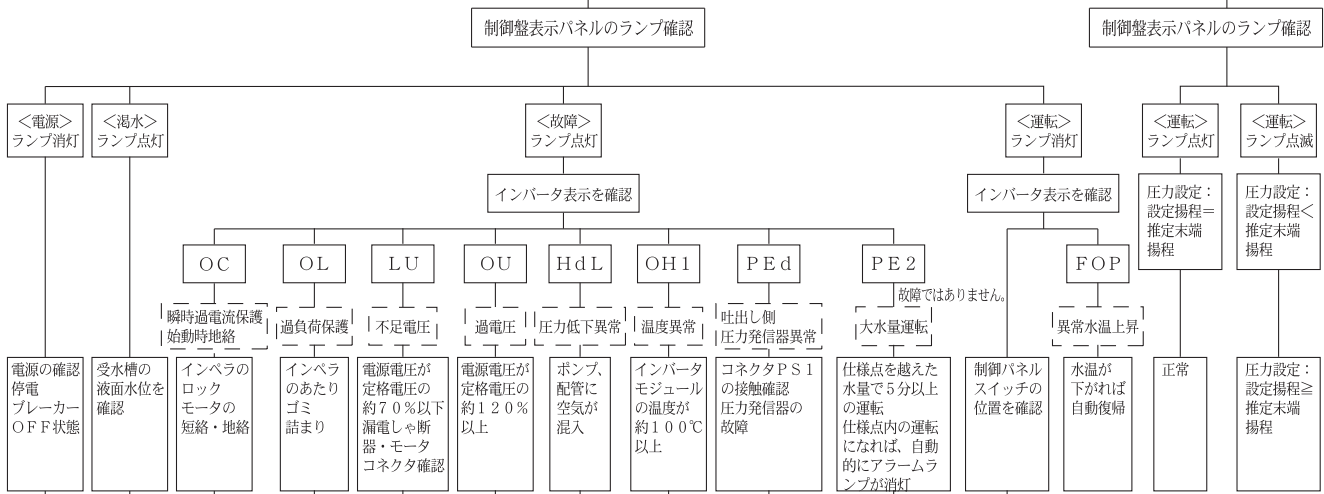 制御盤表示パネルのランプ確認
制御盤表示パネルのランプ確認
＜電源＞
ランプ消灯
＜渇水＞
ランプ点灯
＜故障＞
ランプ点灯
＜運転＞
ランプ消灯
＜運転＞
ランプ点灯
＜運転＞
ランプ点滅
インバータ表示を確認
インバータ表示を確認
圧力設定：
設定揚程＝
推定末端
揚程
圧力設定：
設定揚程＜
推定末端
揚程
ＯＣ
ＯＬ
ＬＵ
ＯＵ
ＨｄＬ
ＯＨ１
ＰＥｄ
ＰＥ２
ＦＯＰ
故障ではありません。
瞬時過電流保護
始動時地絡
過負荷保護
不足電圧
過電圧
圧力低下異常
温度異常
吐出し側
圧力発信器異常
大水量運転
異常水温上昇
電源の確認
停電
ブレーカー
ＯＦＦ状態
受水槽の
液面水位を
確認
インペラの
ロック
モータの
短絡・地絡
インペラ
のあたり
ゴミ
詰まり
電源電圧が
定格電圧の
約７０％以下
漏電しゃ断
器・モータ
コネクタ確認
電源電圧が
定格電圧の
約１２０％
以上
ポンプ、
配管に
空気が
混入
インバータ
モジュール
の温度が
約１００℃
以上
コネクタＰＳ１
の接触確認
圧力発信器の
故障
仕様点を越えた
水量で５分以上
の運転
仕様点内の運転
になれば、自動
的にアラームラ
ンプが消灯
制御パネル
スイッチの
位置を確認
水温が
下がれば
自動復帰
正常
圧力設定：
設定揚程≧
推定末端
揚程